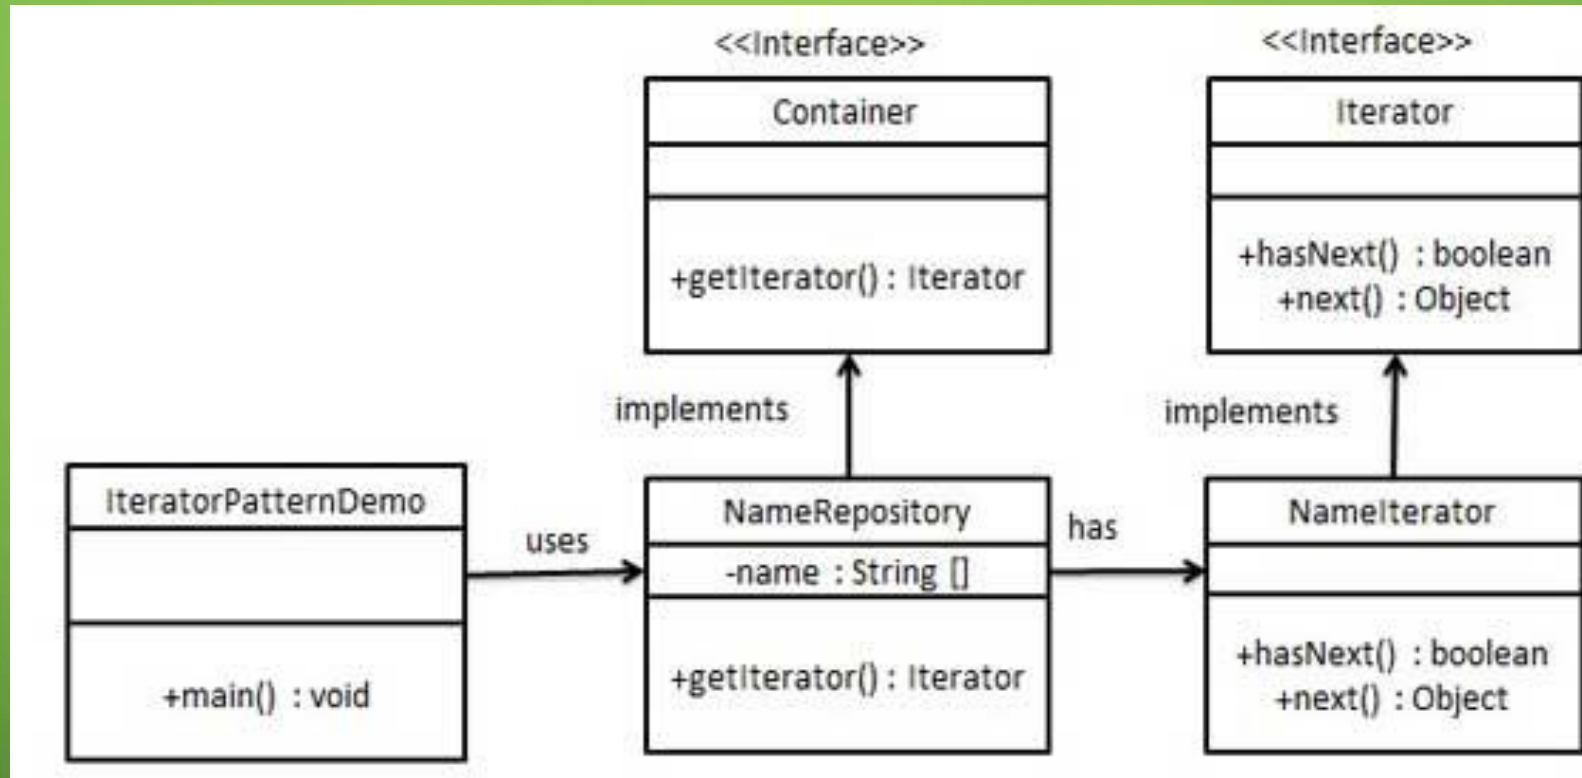 <<Interface>>
Container
+getIterator() : Iterator
<<Interface>>
Iterator
+hasNext() : boolean
+next() : Object
implements
implements
IteratorPatternDemo
+main() : void
uses
NameRepository
-name : String []
+getIterator() : Iterator
has
NameIterator
+hasNext() : boolean
+next() : Object